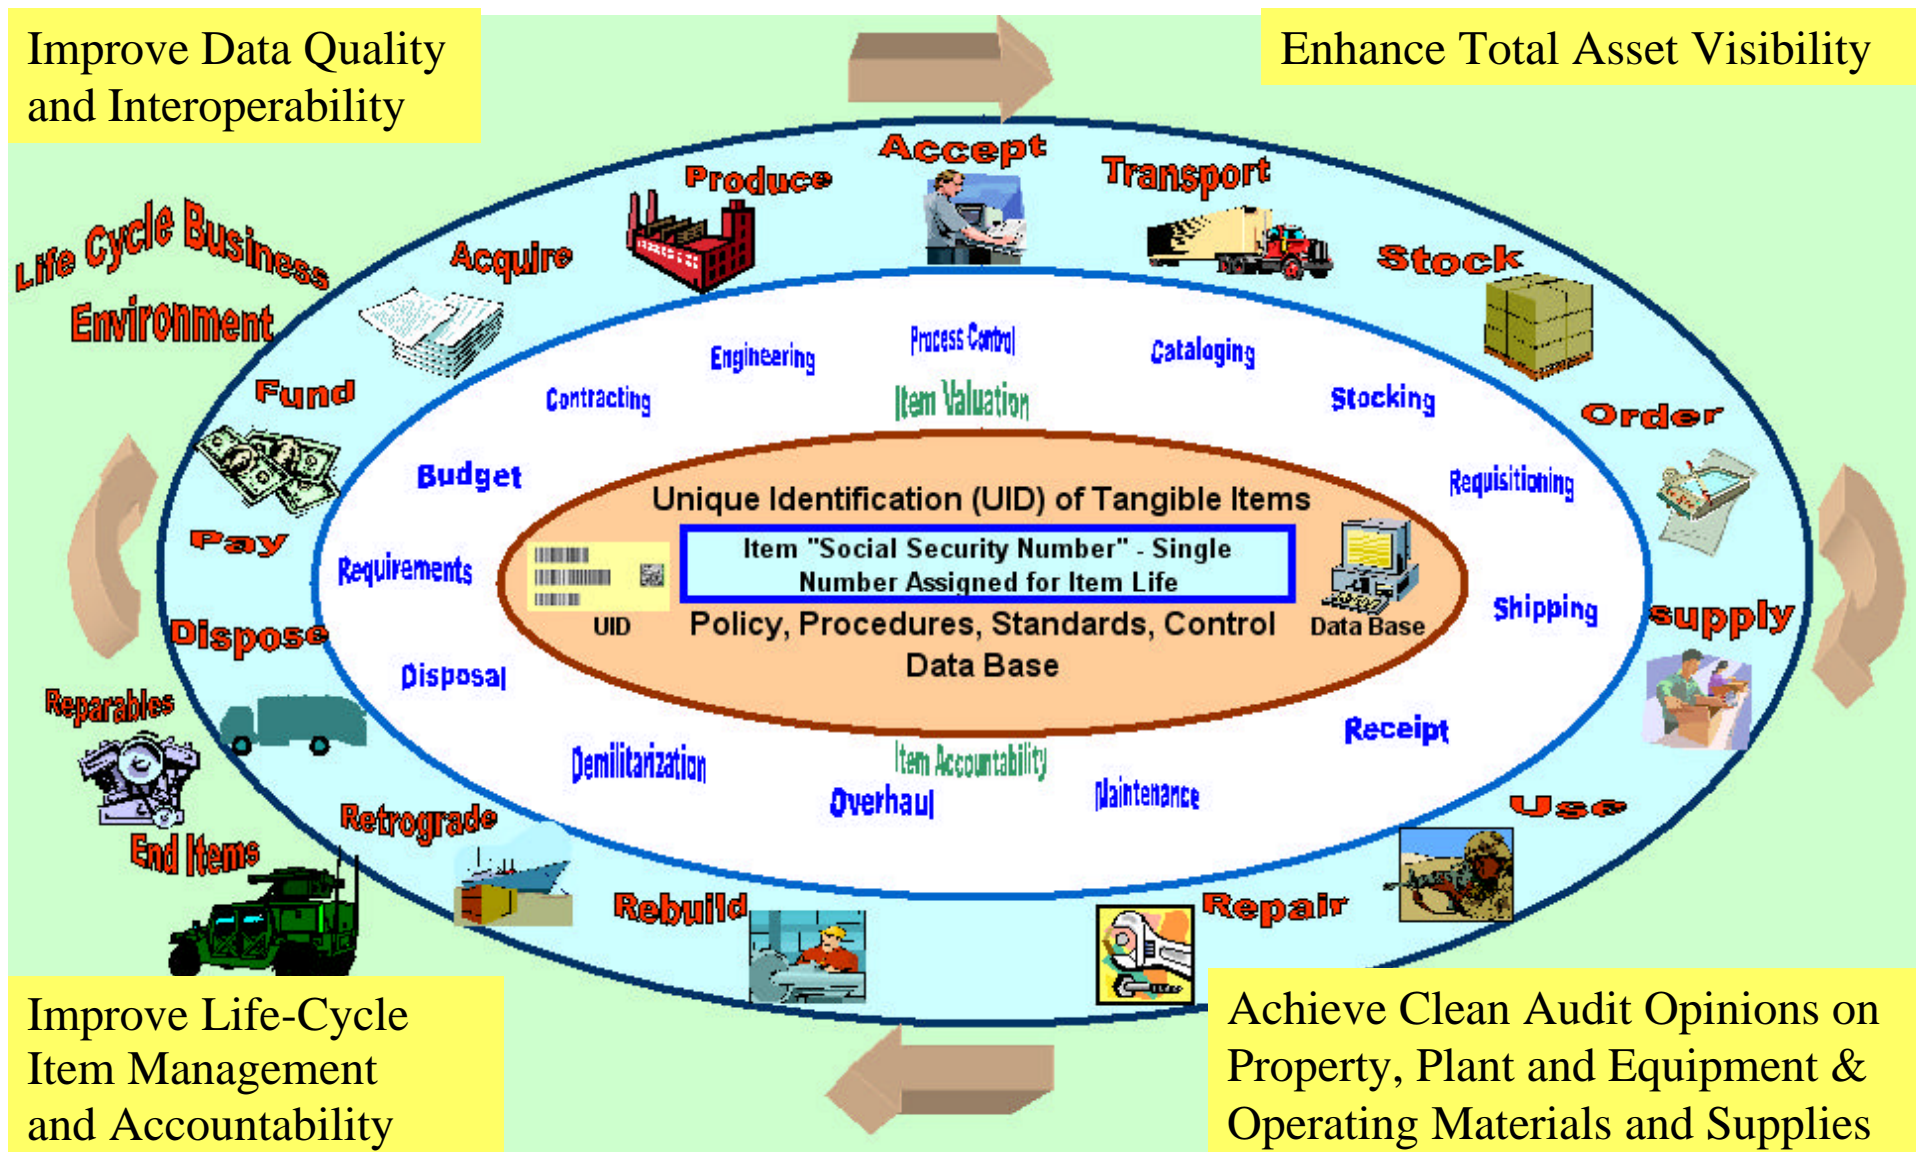 Improve Data Quality
and Interoperability
Enhance Total Asset Visibility
Life Cycle Business
Environment
Accept
Produce
Transport
Acquire
Stock
Fund
Order
Pay
supply
Dispose
Reparables
End Items
Retrograde
Rebuild
Repair
Use
Process Control
Engineering
Cataloging
Contracting
Item Valuation
Stocking
Budget
Requisitioning
Requirements
Shipping
Disposal
Receipt
Demilitarization
Item Accountability
Overhaul
Maintenance
Unique Identification (UID) of Tangible Items
Item "Social Security Number" - Single
Number Assigned for Item Life
UID
Policy, Procedures, Standards, Control
Data Base
Data Base
Improve Life-Cycle
Item Management
and Accountability
Achieve Clean Audit Opinions on
Property, Plant and Equipment &
Operating Materials and Supplies